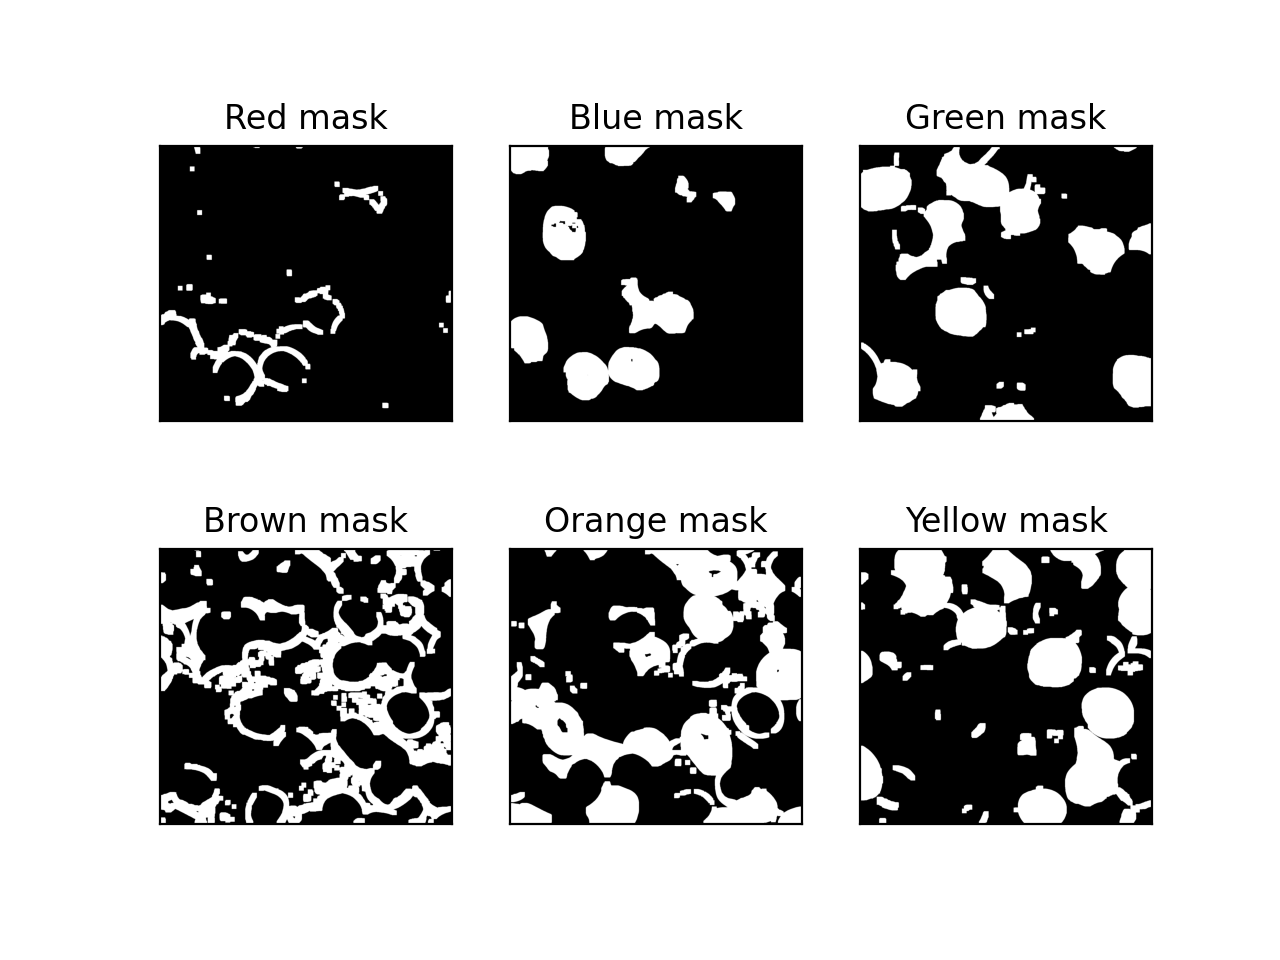 Red mask
Blue mask
Green mask
Brown mask
Orange mask
Yellow mask